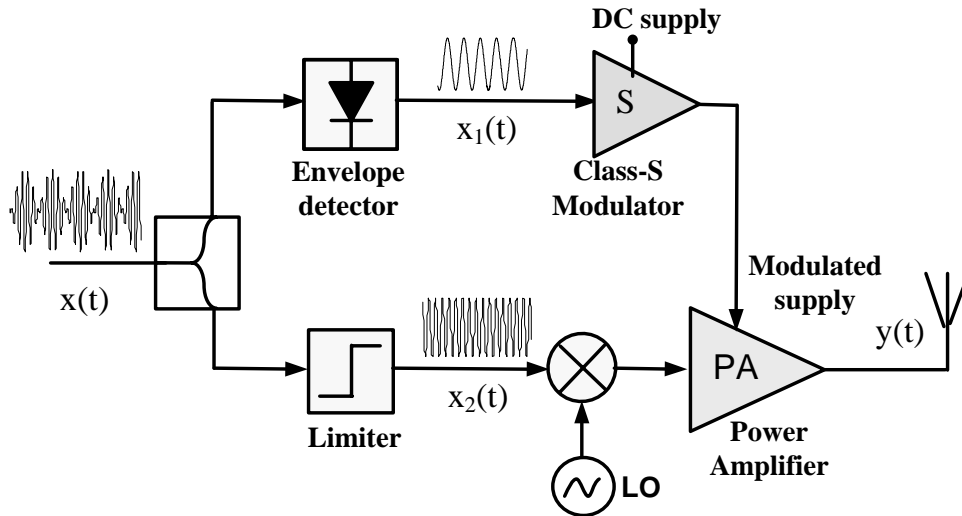 DC supply
x₁(t)
S
Envelope
detector
Class-S
Modulator
x(t)
Modulated
supply
y(t)
PA
x₂(t)
Limiter
Power
Amplifier
LO